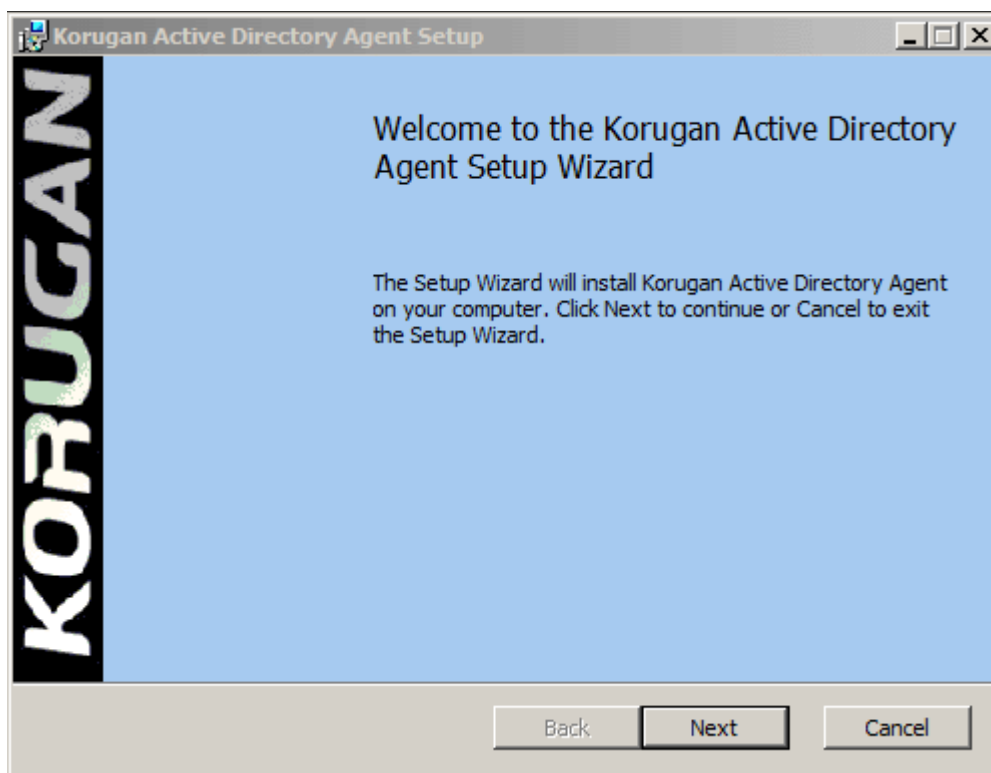 Korugan Active Directory Agent Setup
KORUGAN
Welcome to the Korugan Active Directory
Agent Setup Wizard
The Setup Wizard will install Korugan Active Directory Agent
on your computer. Click Next to continue or Cancel to exit
the Setup Wizard.
Back
Next
Cancel